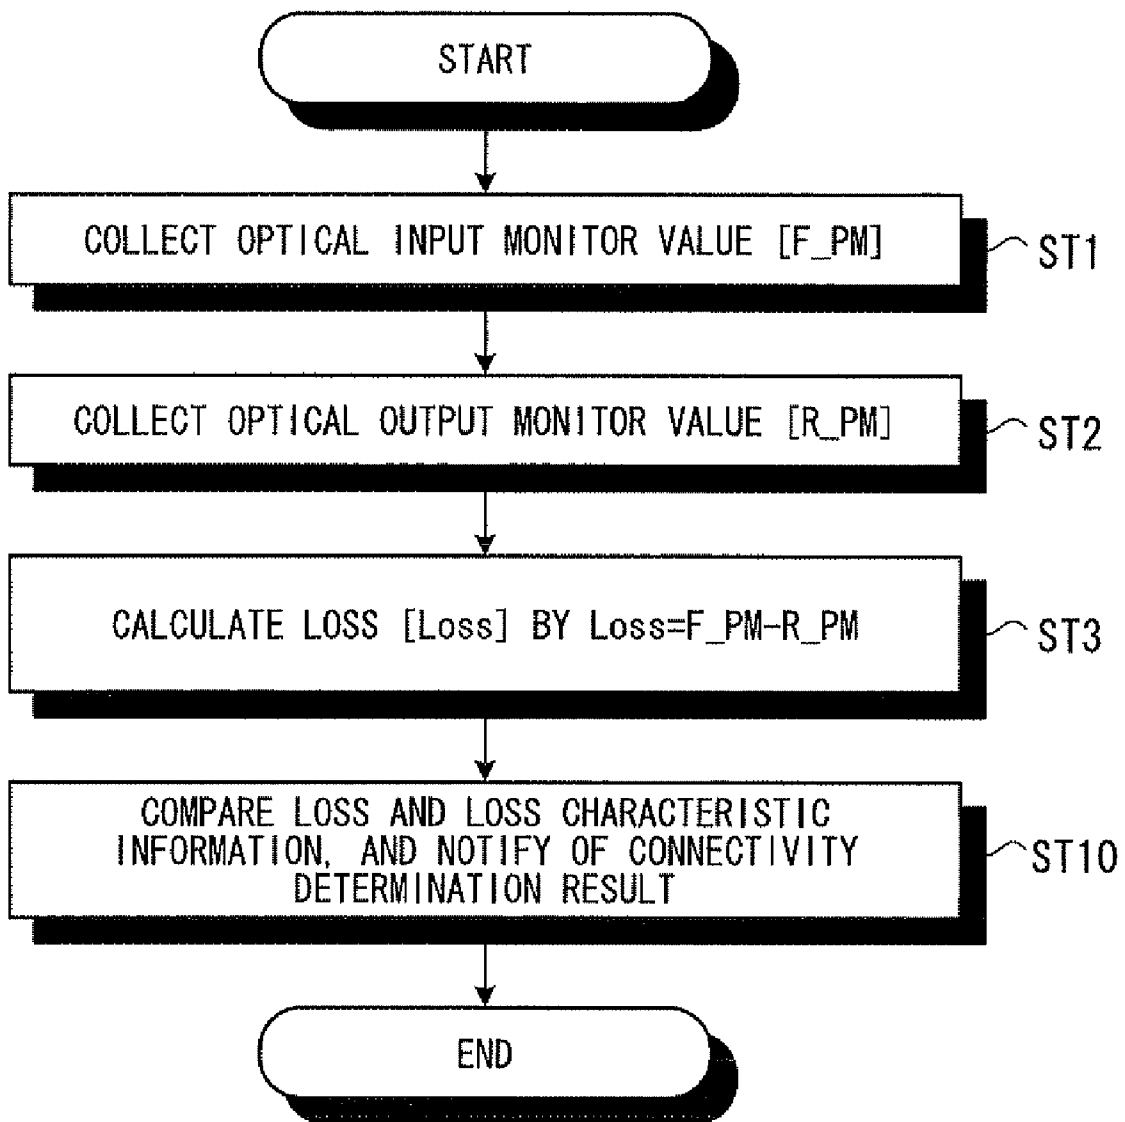 START
COLLECT OPTICAL INPUT MONITOR VALUE [F_PM]
ST1
COLLECT OPTICAL OUTPUT MONITOR VALUE [R_PM]
ST2
CALCULATE LOSS [Loss] BY Loss=F_PM-R_PM
ST3
COMPARE LOSS AND LOSS CHARACTERISTIC
INFORMATION, AND NOTIFY OF CONNECTIVITY
DETERMINATION RESULT
ST10
END